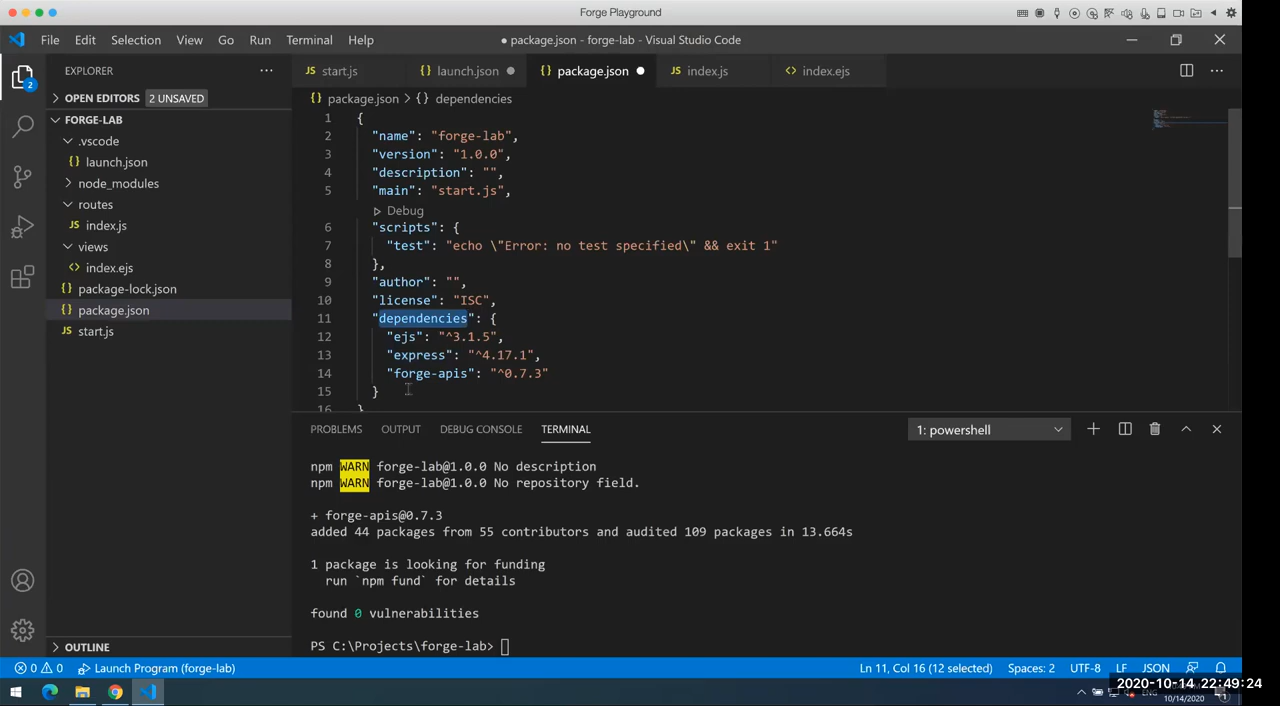 Forge Playground
File Edit Selection View Go Run Terminal Help
● package.json - forge-lab - Visual Studio Code
EXPLORER
start.js
launch.json
package.json
index.js
index.ejs
OPEN EDITORS 2 UNSAVED
package.json > {} dependencies
FORGE-LAB
.vscode
launch.json
node_modules
routes
index.js
views
index.ejs
package-lock.json
package.json
start.js
OUTLINE
2
1 {
2 "name": "forge-lab",
3 "version": "1.0.0",
4 "description": "",
5 "main": "start.js",
Debug
6 "scripts": {
7 "test": "echo \"Error: no test specified\" && exit 1"
8 },
9 "author": "",
10 "license": "ISC",
11 "dependencies": {
12 "ejs": "^3.1.5",
13 "express": "^4.17.1",
14 "forge-apis": "^0.7.3"
15 }
16 }
PROBLEMS OUTPUT DEBUG CONSOLE TERMINAL 1: powershell
npm WARN forge-lab@1.0.0 No description
npm WARN forge-lab@1.0.0 No repository field.
+ forge-apis@0.7.3
added 44 packages from 55 contributors and audited 109 packages in 13.664s
1 package is looking for funding
run `npm fund` for details
found 0 vulnerabilities
PS C:\Projects\forge-lab>
0 0 Launch Program (forge-lab) Ln 11, Col 16 (12 selected) Spaces: 2 UTF-8 LF JSON
2020-10-14 22:49:24
ENG
10/14/2020